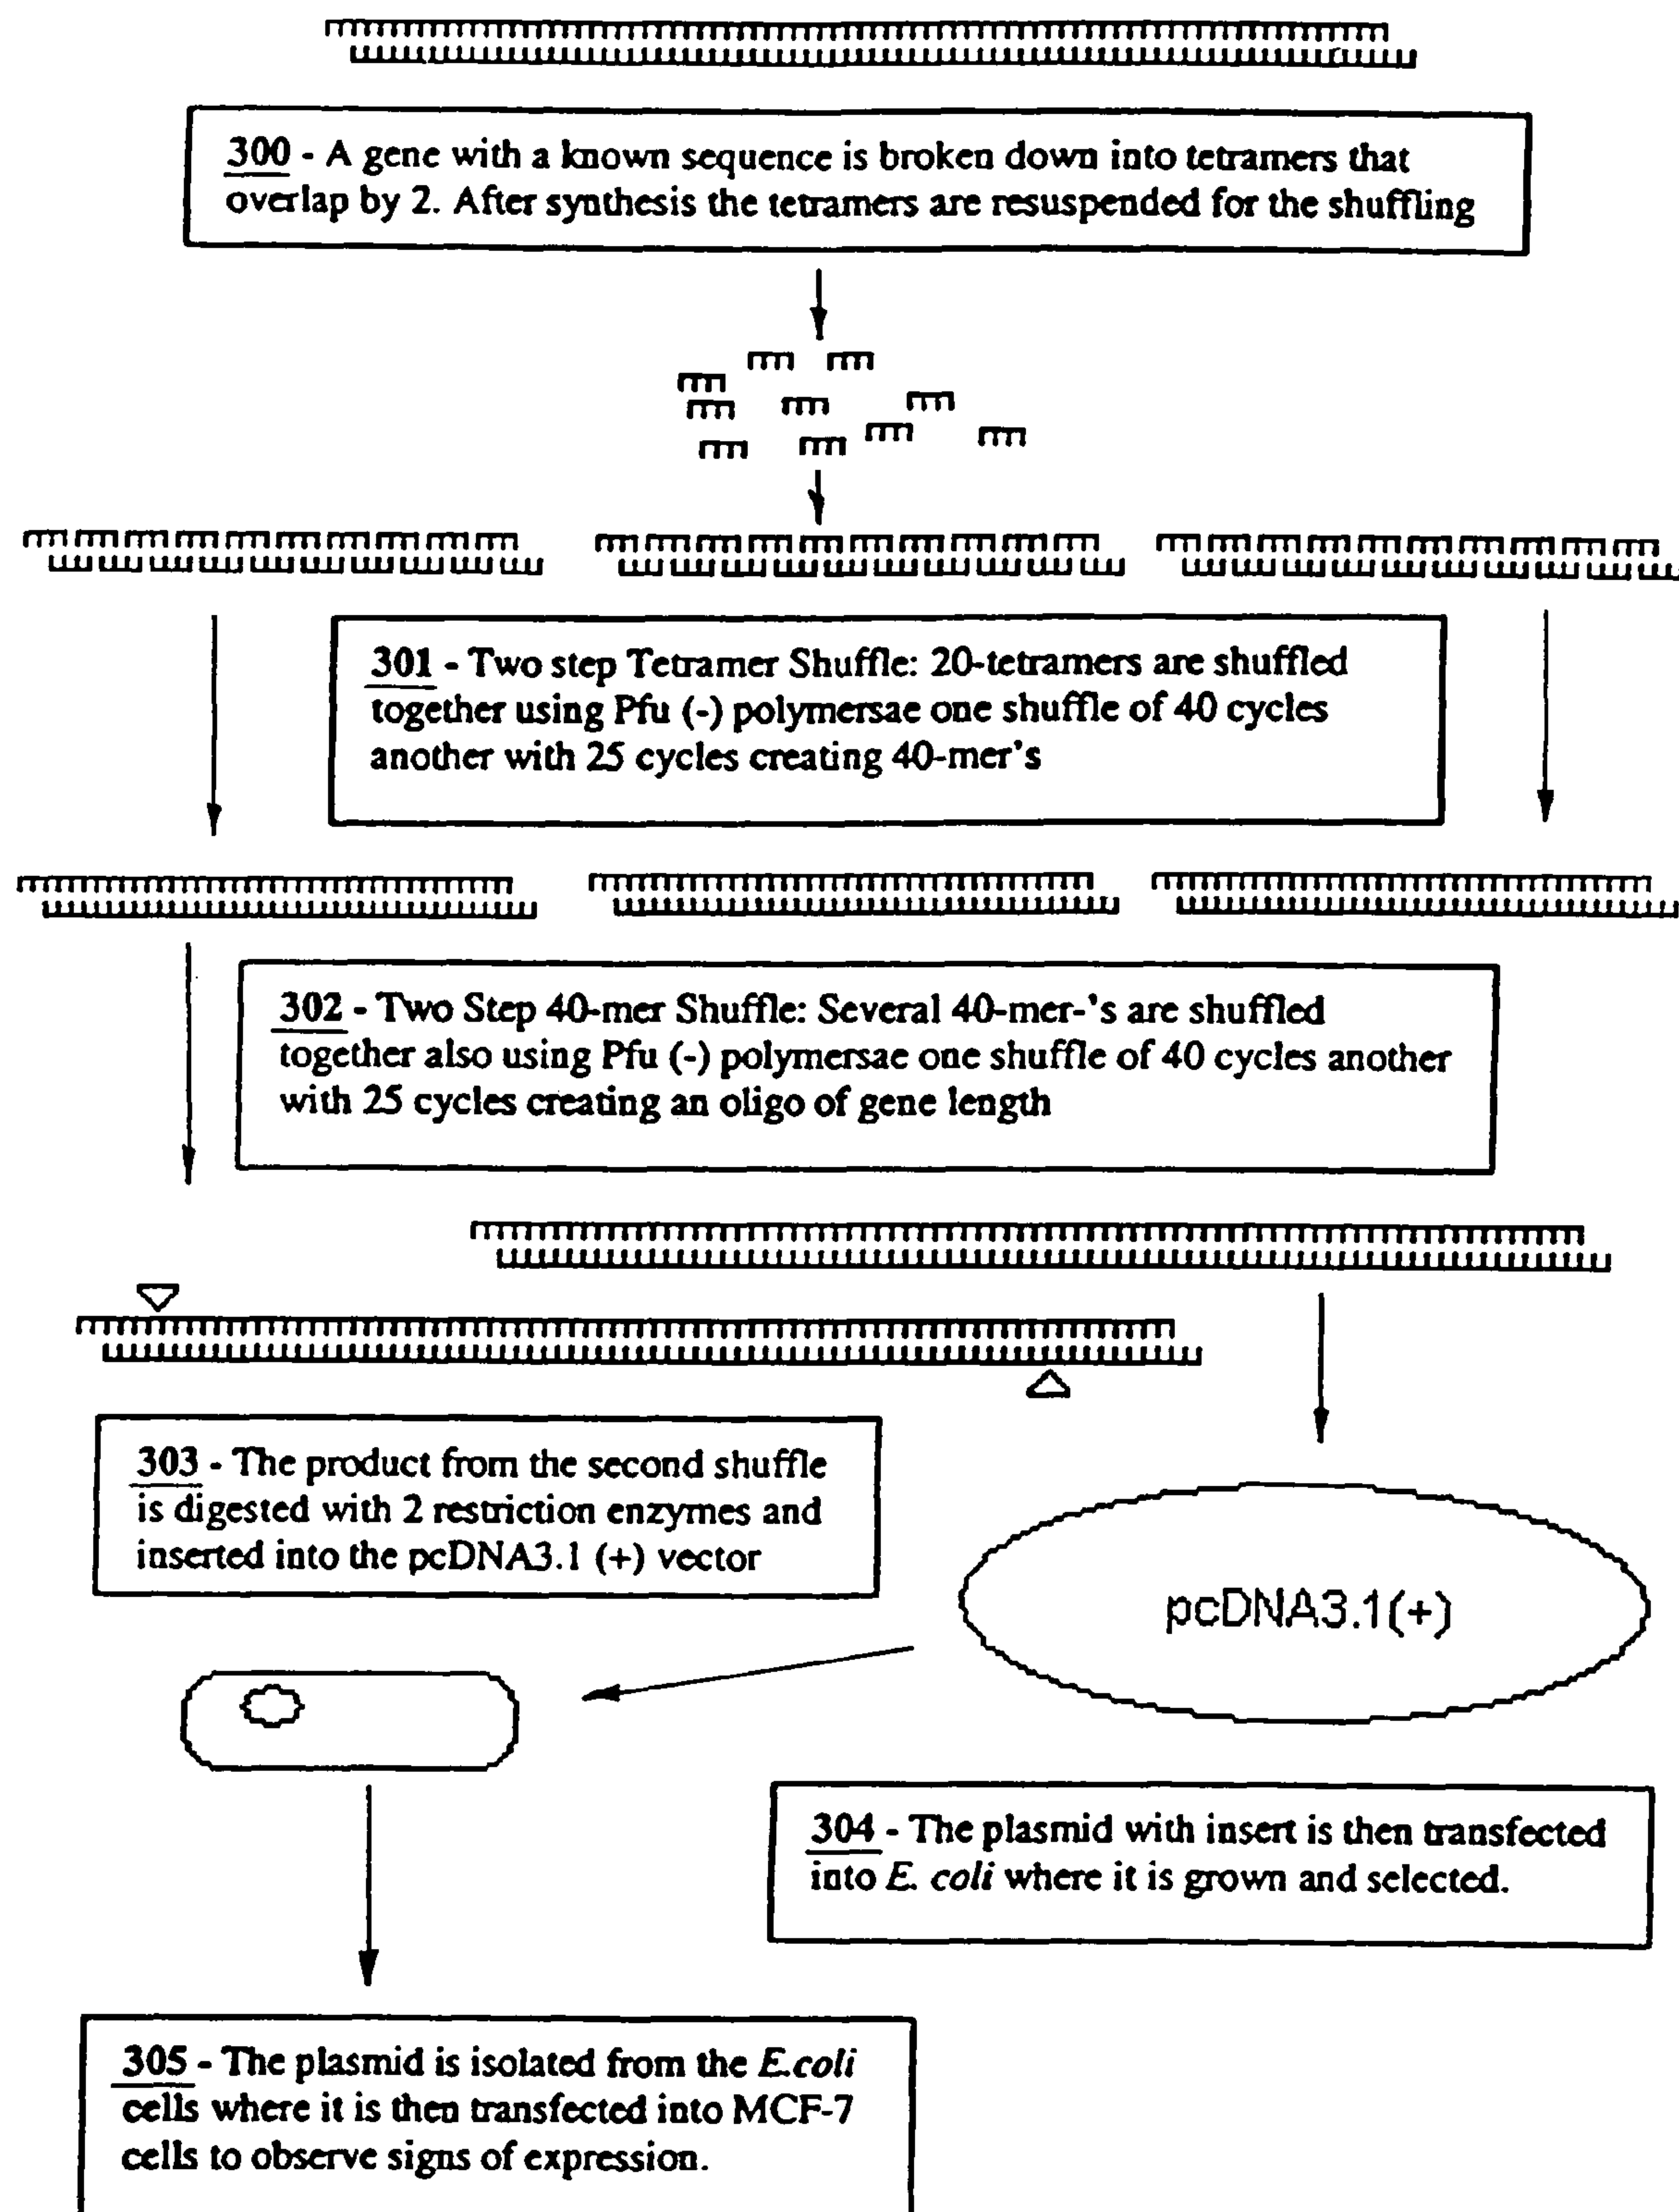 300 - A gene with a known sequence is broken down into tetramers that
overlap by 2. After synthesis the tetramers are resuspended for the shuffling
301 - Two step Tetramer Shuffle: 20-tetramers are shuffled
together using Pfu (-) polymersae one shuffle of 40 cycles
another with 25 cycles creating 40-mer's
302 - Two Step 40-mer Shuffle: Several 40-mer-'s are shuffled
together also using Pfu (-) polymersae one shuffle of 40 cycles another
with 25 cycles creating an oligo of gene length
303 - The product from the second shuffle
is digested with 2 restriction enzymes and
inserted into the pcDNA3.1 (+) vector
pcDNA3.1(+)
304 - The plasmid with insert is then transfected
into E. coli where it is grown and selected.
305 - The plasmid is isolated from the E.coli
cells where it is then transfected into MCF-7
cells to observe signs of expression.